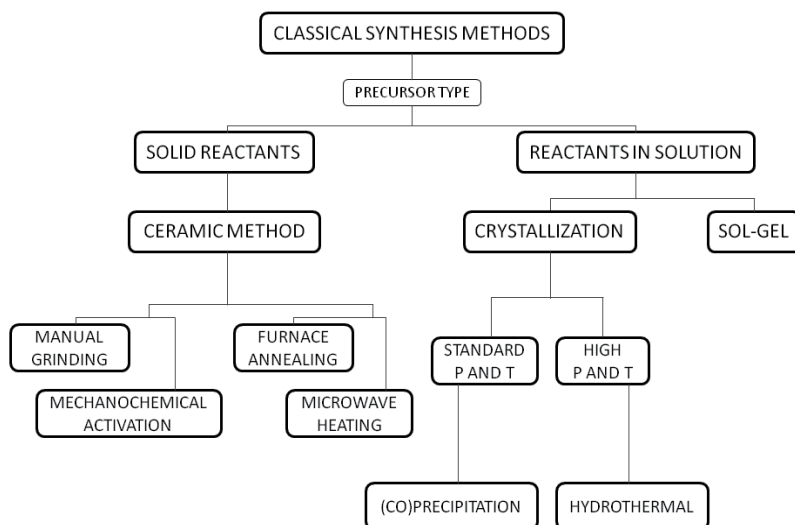 CLASSICAL SYNTHESIS METHODS
PRECURSOR TYPE
SOLID REACTANTS
REACTANTS IN SOLUTION
CERAMIC METHOD
CRYSTALLIZATION
SOL-GEL
MANUAL
GRINDING
FURNACE
ANNEALING
STANDARD
P AND T
HIGH
P AND T
MECHANOCHEMICAL
ACTIVATION
MICROWAVE
HEATING
(CO)PRECIPITATION
HYDROTHERMAL